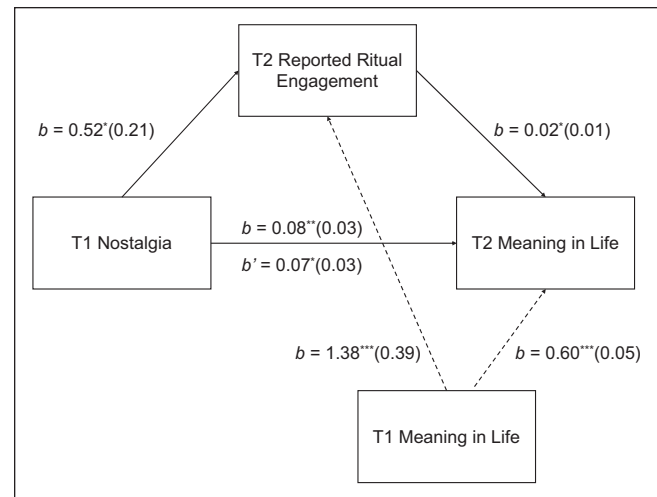 T2 Reported Ritual
Engagement
b = 0.52*(0.21)
b = 0.02*(0.01)
T1 Nostalgia
b = 0.08**(0.03)
T2 Meaning in Life
b’ = 0.07*(0.03)
b = 1.38***(0.39)
b = 0.60***(0.05)
T1 Meaning in Life